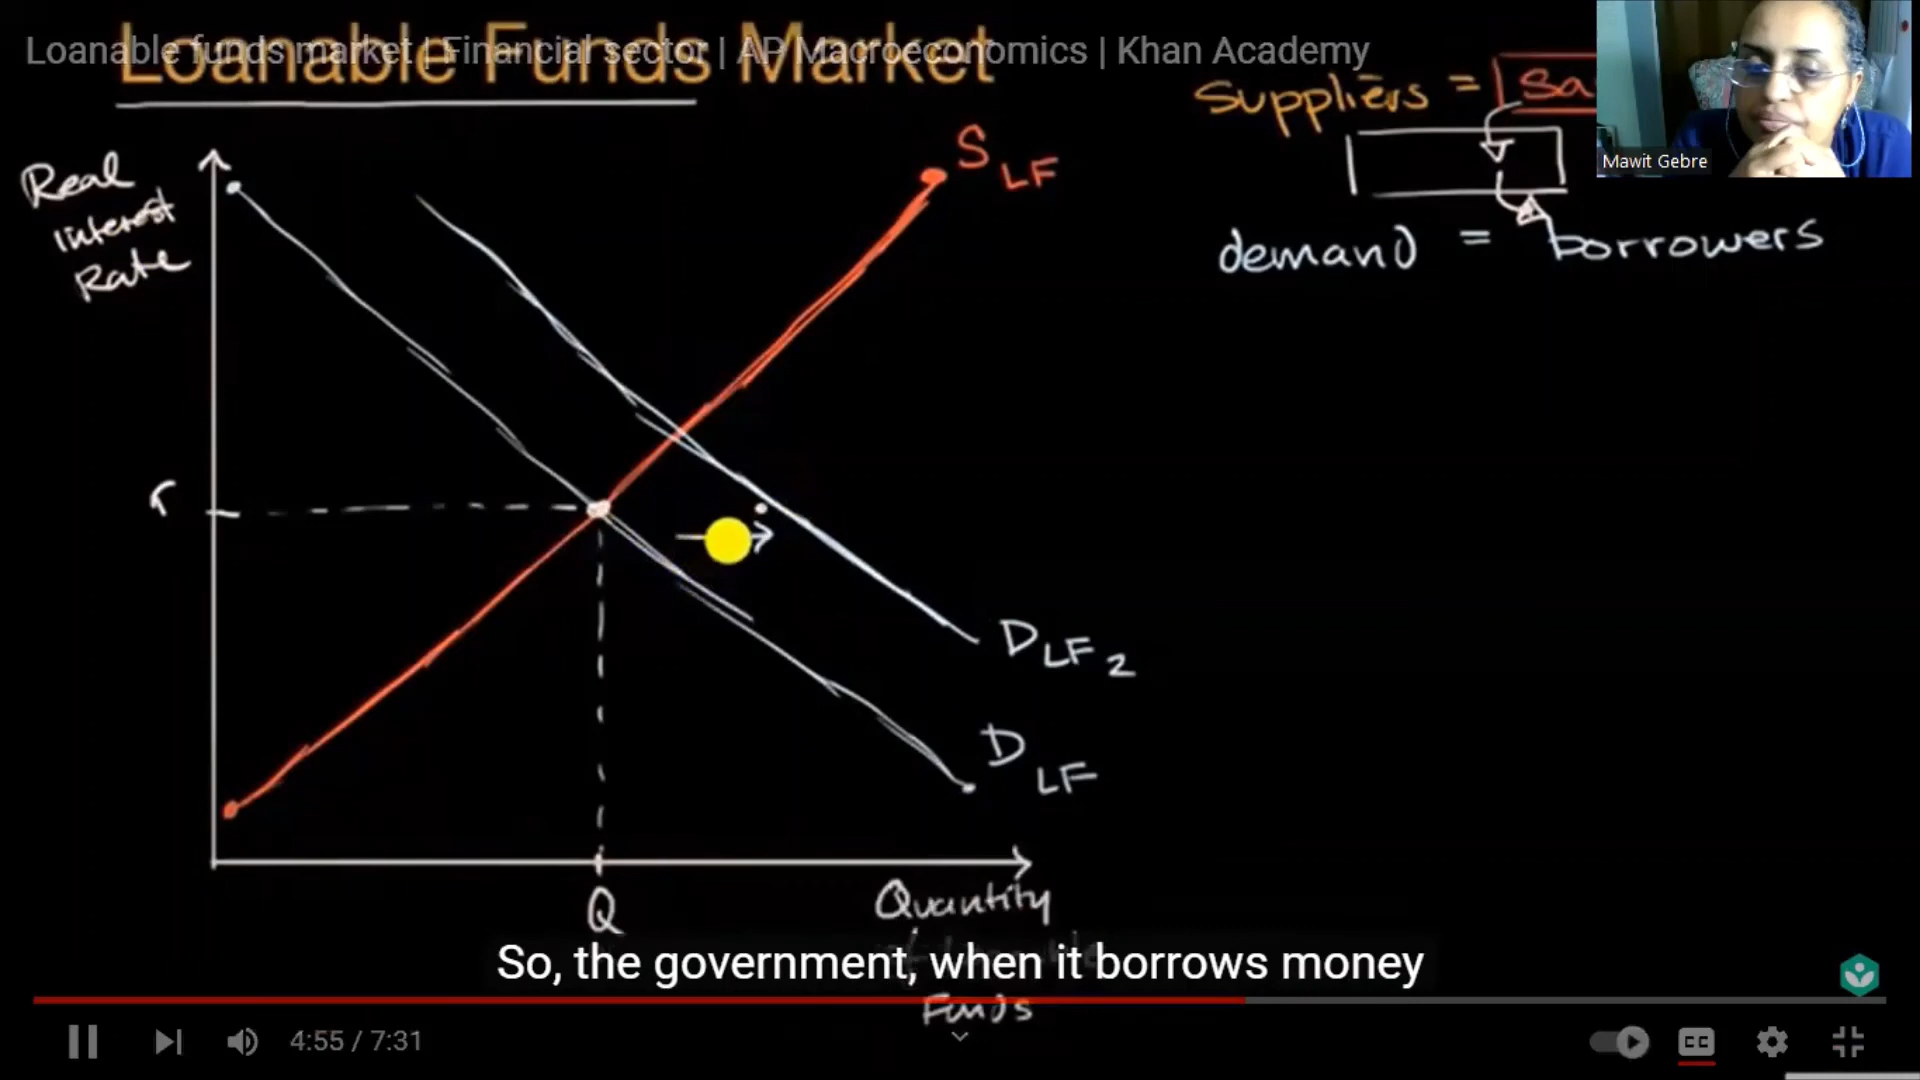 Loanable Funds Market
Loanable funds market | Financial sector | AP Macroeconomics | Khan Academy
suppliers =
demand = borrowers
Mawit Gebre
Real
interest
Rate
S LF
r
D LF 2
D LF
Q
Quantity
So, the government, when it borrows money
Funds
4:55 / 7:31
CC